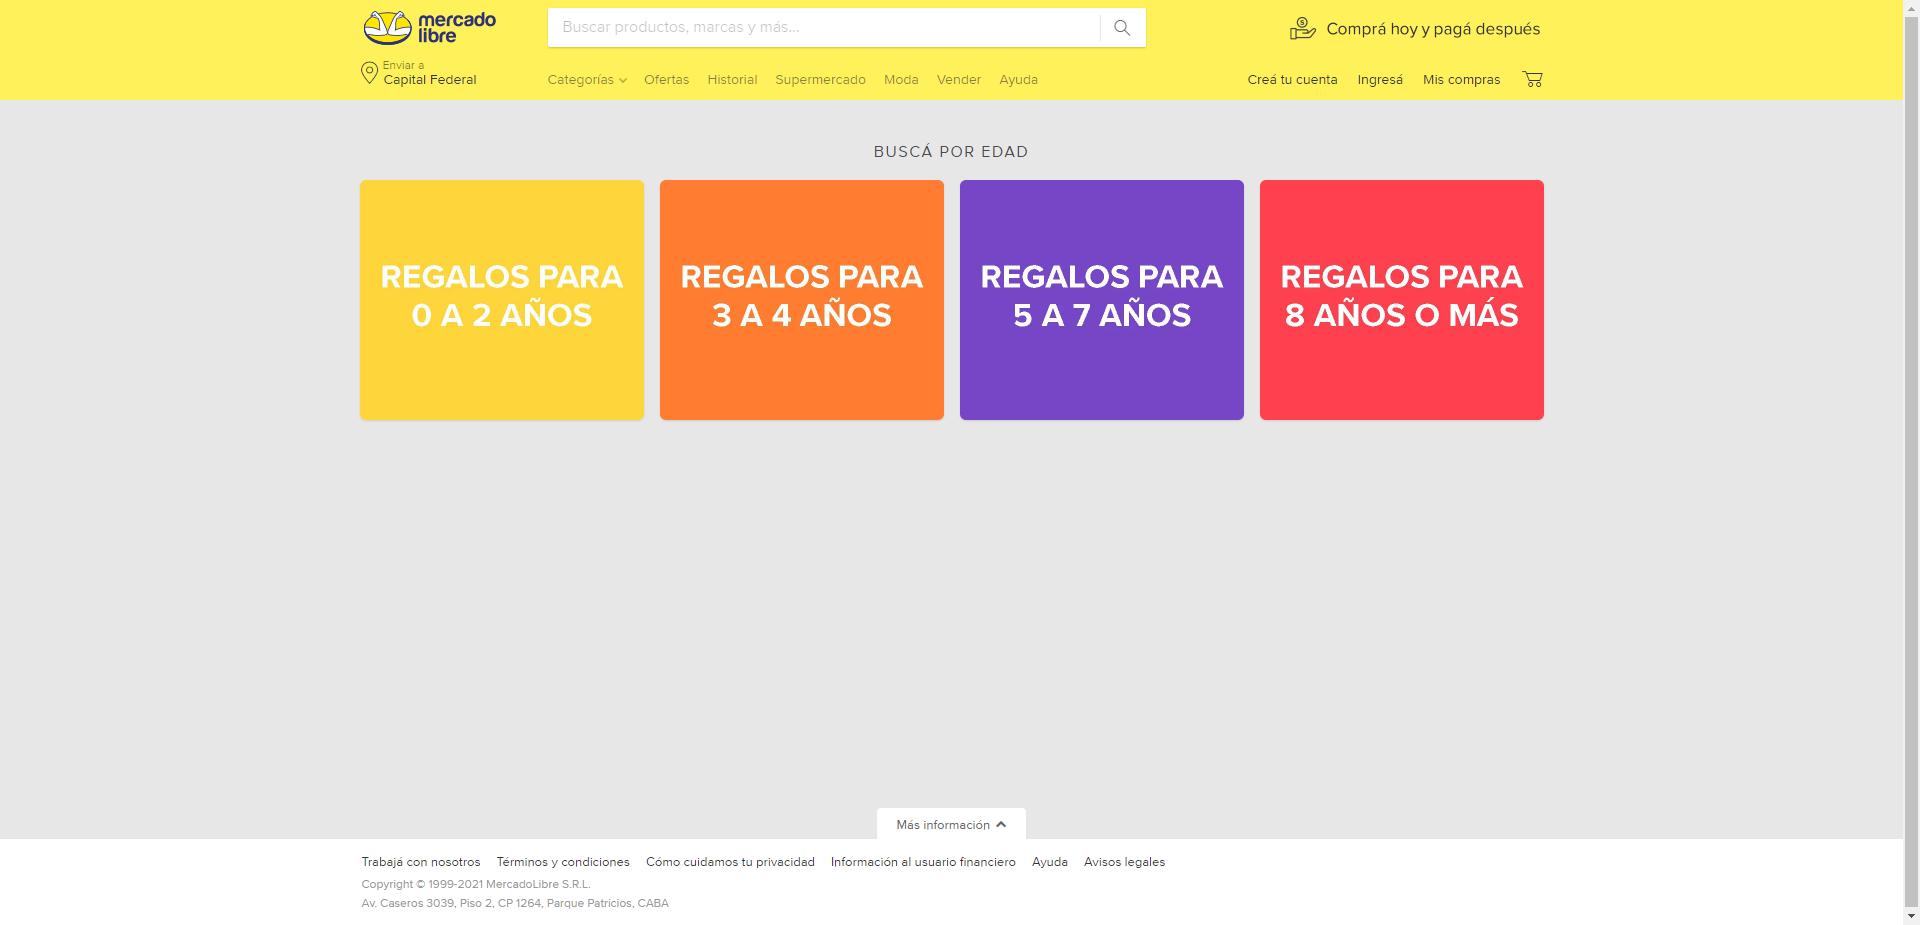 mercado
libre
Buscar productos, marcas y más...
Comprá hoy y pagá después
Enviar a
Capital Federal
Categorías Ofertas Historial Supermercado Moda Vender Ayuda
Creá tu cuenta Ingresá Mis compras
BUSCÁ POR EDAD
REGALOS PARA
0 A 2 AÑOS
REGALOS PARA
3 A 4 AÑOS
REGALOS PARA
5 A 7 AÑOS
REGALOS PARA
8 AÑOS O MÁS
Más información
Trabajá con nosotros Términos y condiciones Cómo cuidamos tu privacidad Información al usuario financiero Ayuda Avisos legales
Copyright © 1999-2021 MercadoLibre S.R.L.
Av. Caseros 3039, Piso 2, CP 1264, Parque Patricios, CABA